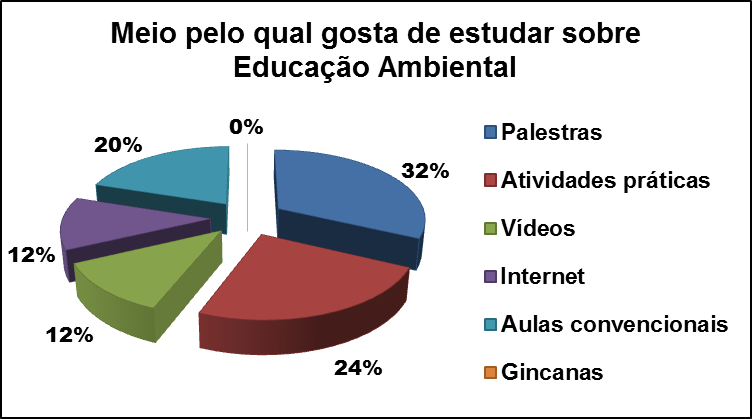 Meio pelo qual gosta de estudar sobre
Educação Ambiental
0%
20%
32%
12%
12%
24%
Palestras
Atividades práticas
Vídeos
Internet
Aulas convencionais
Gincanas